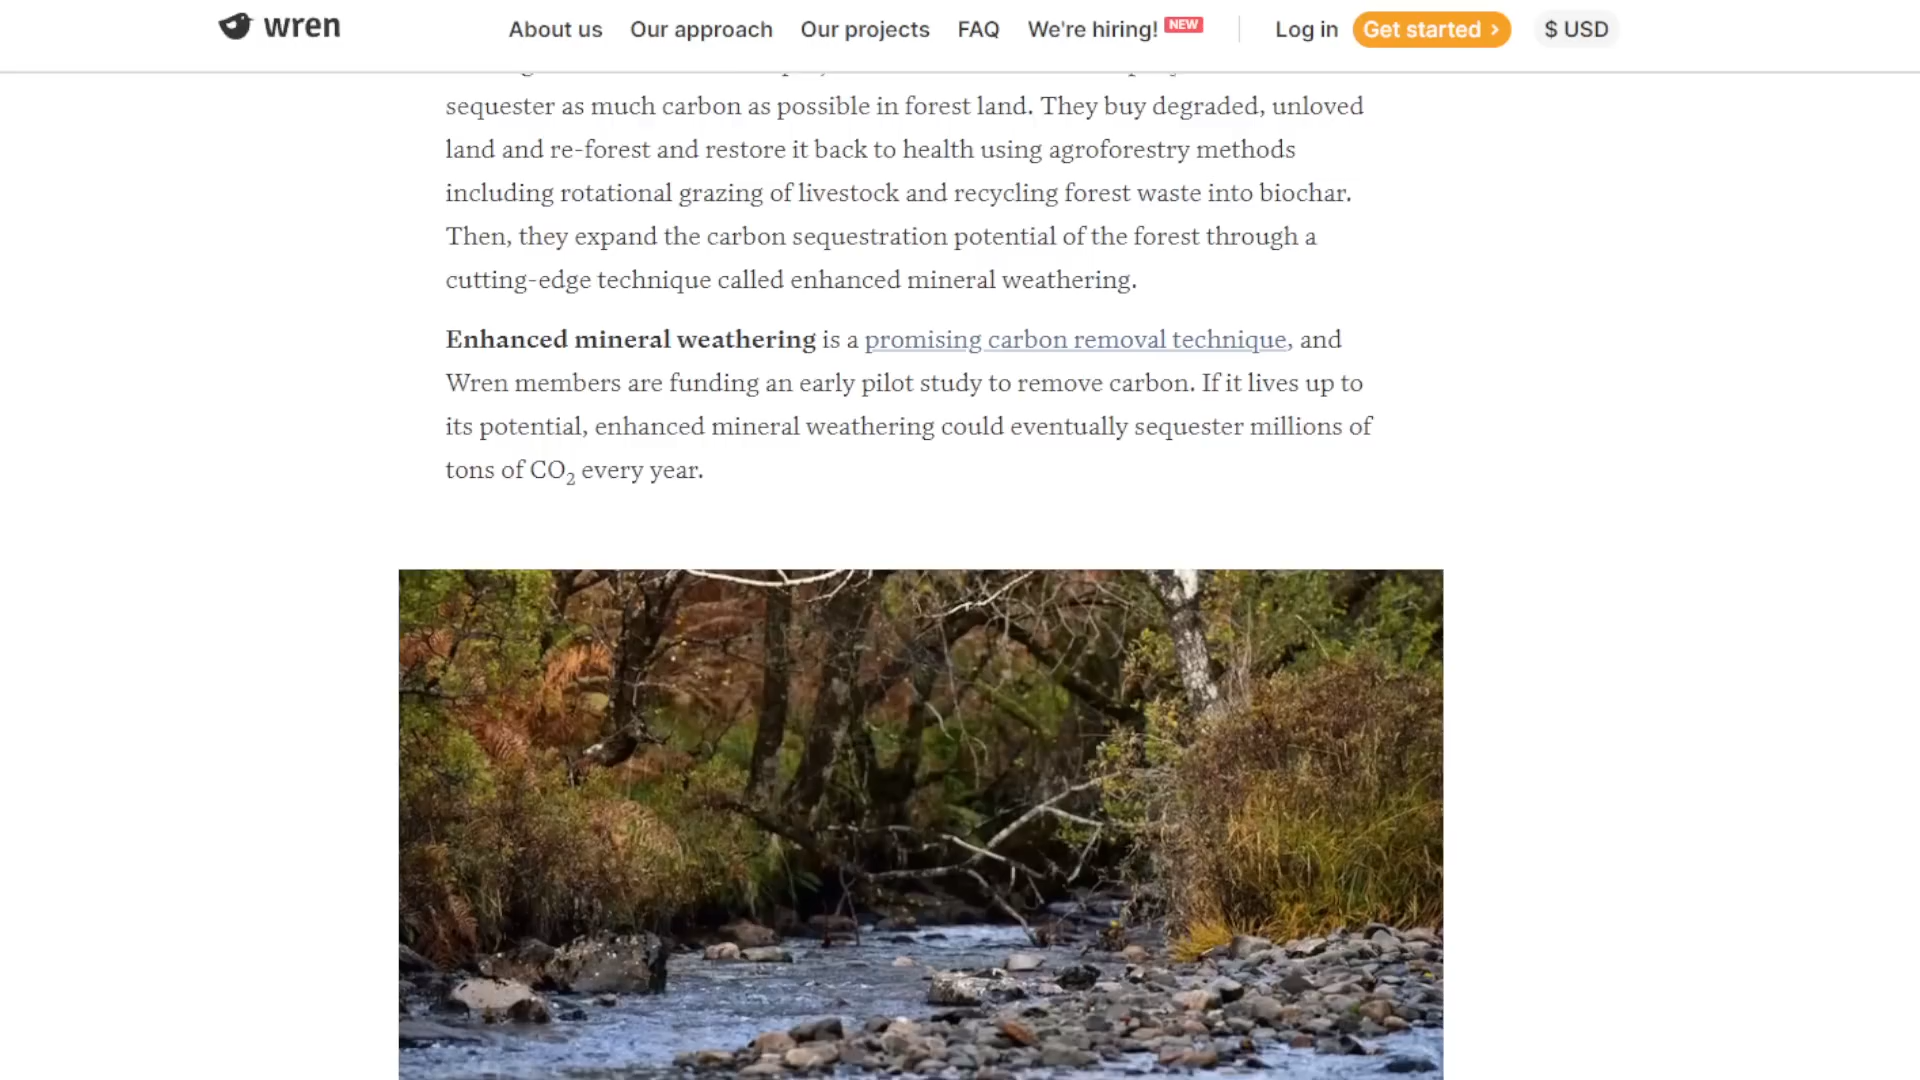 wren
About us Our approach Our projects FAQ We're hiring! NEW Log in Get started > $ USD
sequester as much carbon as possible in forest land. They buy degraded, unloved
land and re-forest and restore it back to health using agroforestry methods
including rotational grazing of livestock and recycling forest waste into biochar.
Then, they expand the carbon sequestration potential of the forest through a
cutting-edge technique called enhanced mineral weathering.
Enhanced mineral weathering is a promising carbon removal technique, and
Wren members are funding an early pilot study to remove carbon. If it lives up to
its potential, enhanced mineral weathering could eventually sequester millions of
tons of CO₂ every year.